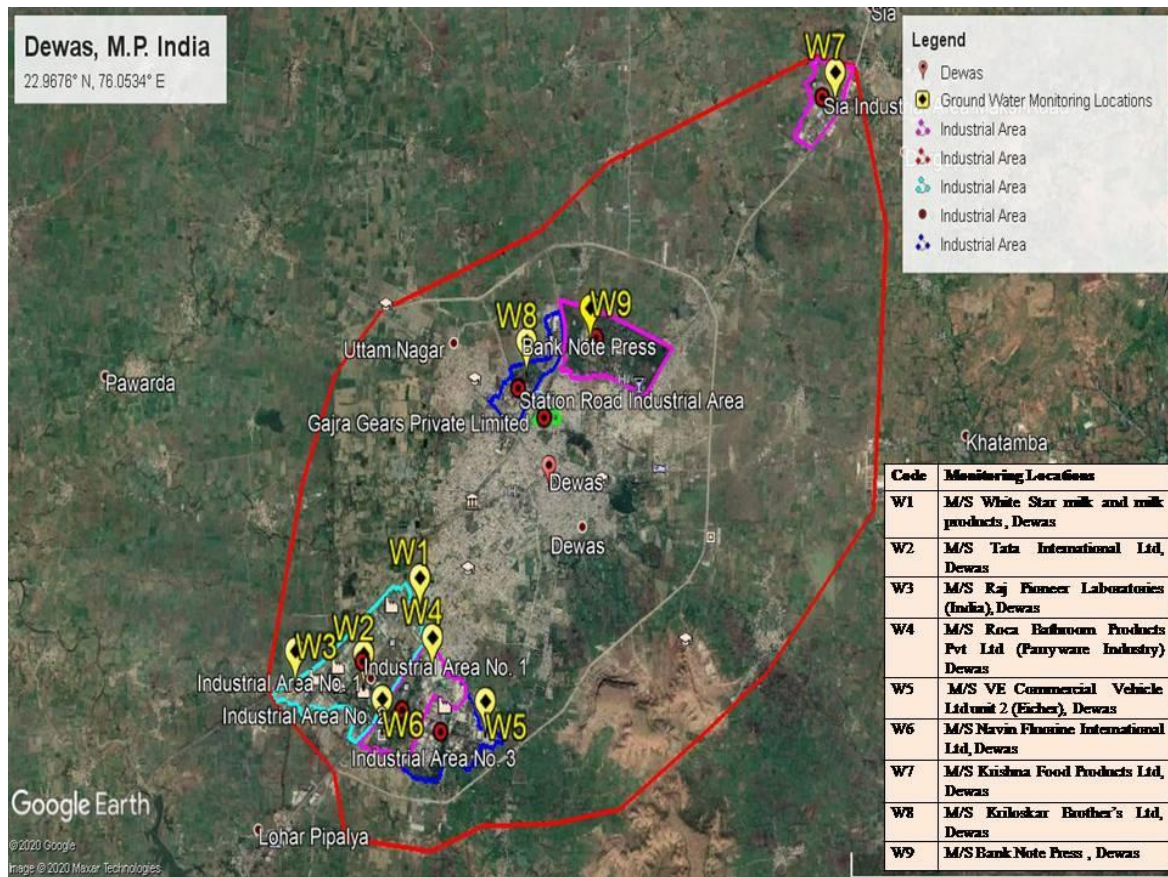 Dewas, M.P. India
22.9676° N, 76.0534° E
Sia
Legend
Dewas
Ground Water Monitoring Locations
Industrial Area
Industrial Area
Industrial Area
Industrial Area
Industrial Area
W7
Sia Indust
W9
W8
Bank Note Press
Uttam Nagar
Pawarda
Station Road Industrial Area
Gajra Gears Private Limited
Khatamba
Dewas
Dewas
W1
W4
W2
W3
Industrial Area No. 1
Industrial Area No. 1
Industrial Area No.
W6
W5
Industrial Area No. 3
Lohar Pipalya
Google Earth
©2020 Google
Image © 2020 Maxar Technologies
Code Monitoring Locations
W1 M/S White Star milk and milk
products , Dewas
W2 M/S Tata International Ltd,
Dewas
W3 M/S Raj Pioneer Laboratories
(India), Dewas
W4 M/S Roca Bathroom Products
Pvt Ltd (Parryware Industry)
Dewas
W5 M/S VE Commercial Vehicle
Ltd unit 2 (Eicher), Dewas
W6 M/S Navin Fluorine International
Ltd, Dewas
W7 M/S Krishna Food Products Ltd,
Dewas
W8 M/S Kriloskar Brother's Ltd,
Dewas
W9 M/S Bank Note Press , Dewas